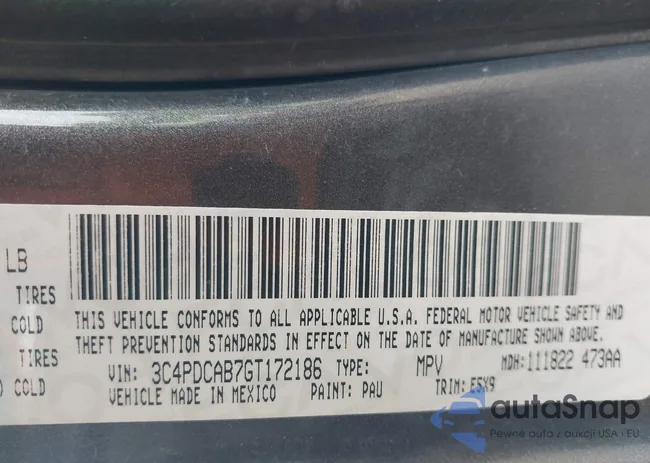 LB
TIRES
COLD
TIRES
) COLD
THIS VEHICLE CONFORMS TO ALL APPLICABLE U.S.A. FEDERAL MOTOR VEHICLE SAFETY AND
THEFT PREVENTION STANDARDS IN EFFECT ON THE DATE OF MANUFACTURE SHOWN ABOVE.
VIN: 3C4PDCAB7GT172186 TYPE: MPV MDH: 111822 473AA
VEHICLE MADE IN MEXICO PAINT: PAU TRIM: E5X9
autoSnap
Pewne auta z aukcji USA i EU